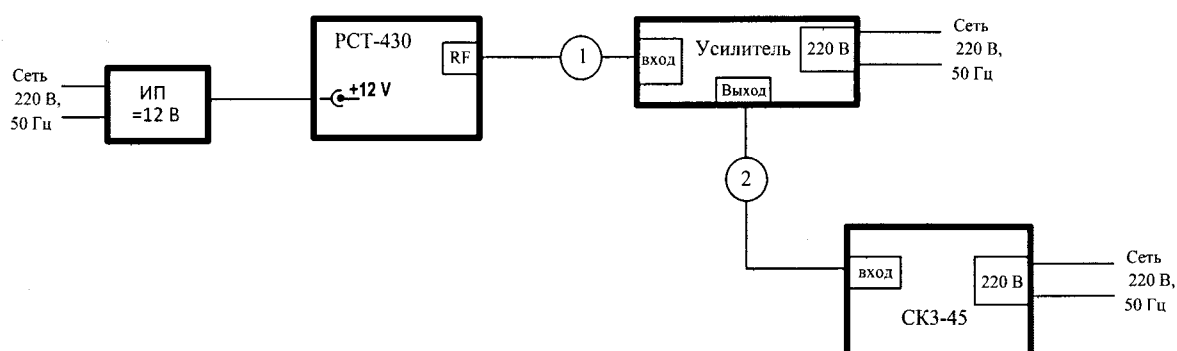 Сеть
220 В,
50 Гц
ИП
=12 В
РСТ-430
RF
+12 V
1
вход
Усилитель
220 В
Выход
Сеть
220 В,
50 Гц
2
вход
220 В
СК3-45
Сеть
220 В,
50 Гц